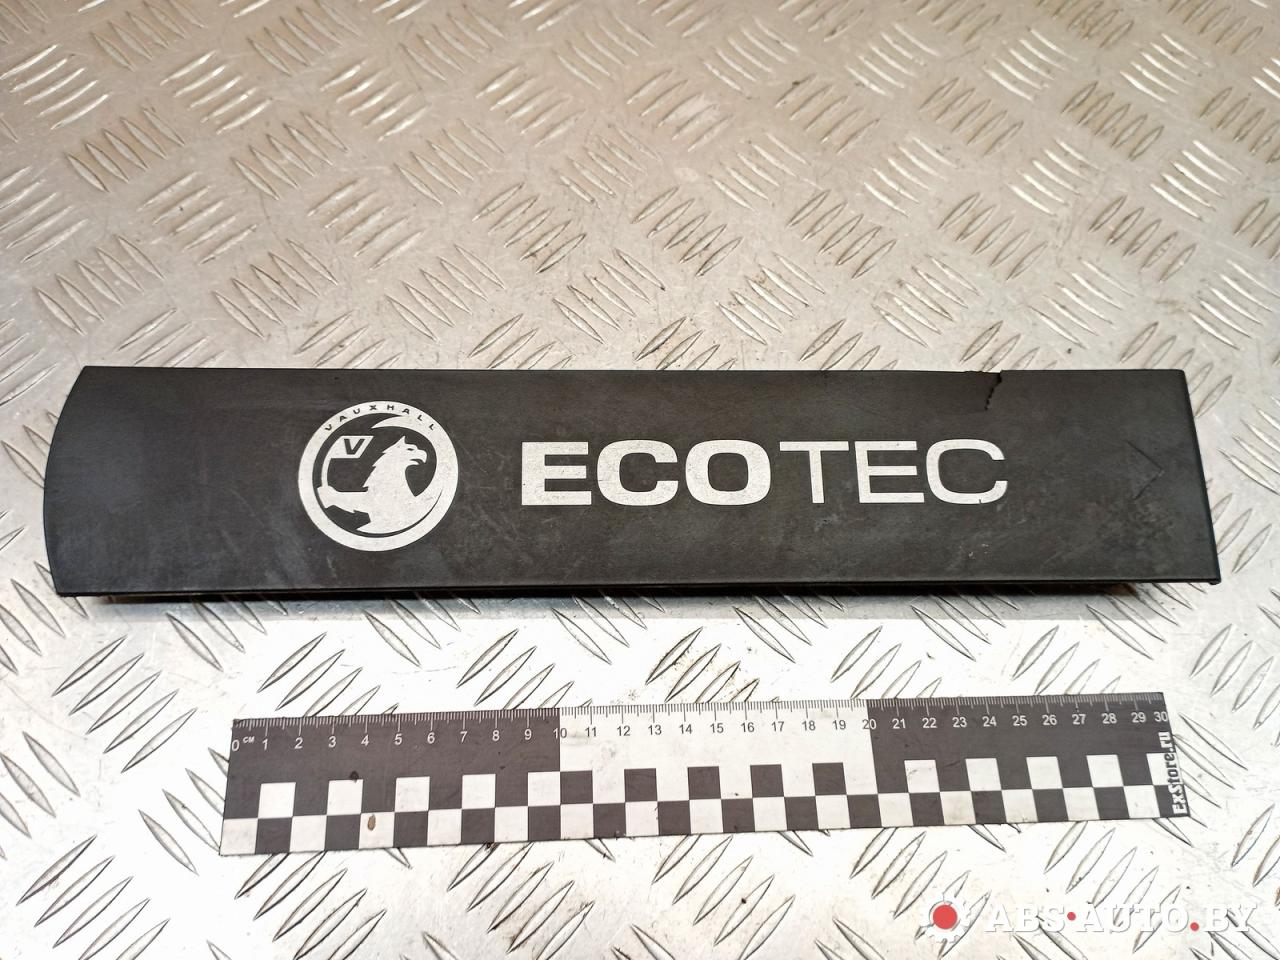 VAUXHALL
V
ECOTEC
0 CM 1 2 3 4 5 6 7 8 9 10 11 12 13 14 15 16 17 18 19 20 21 22 23 24 25 26 27 28 29 30
ExStore.ru
ABS·AUTO.BY